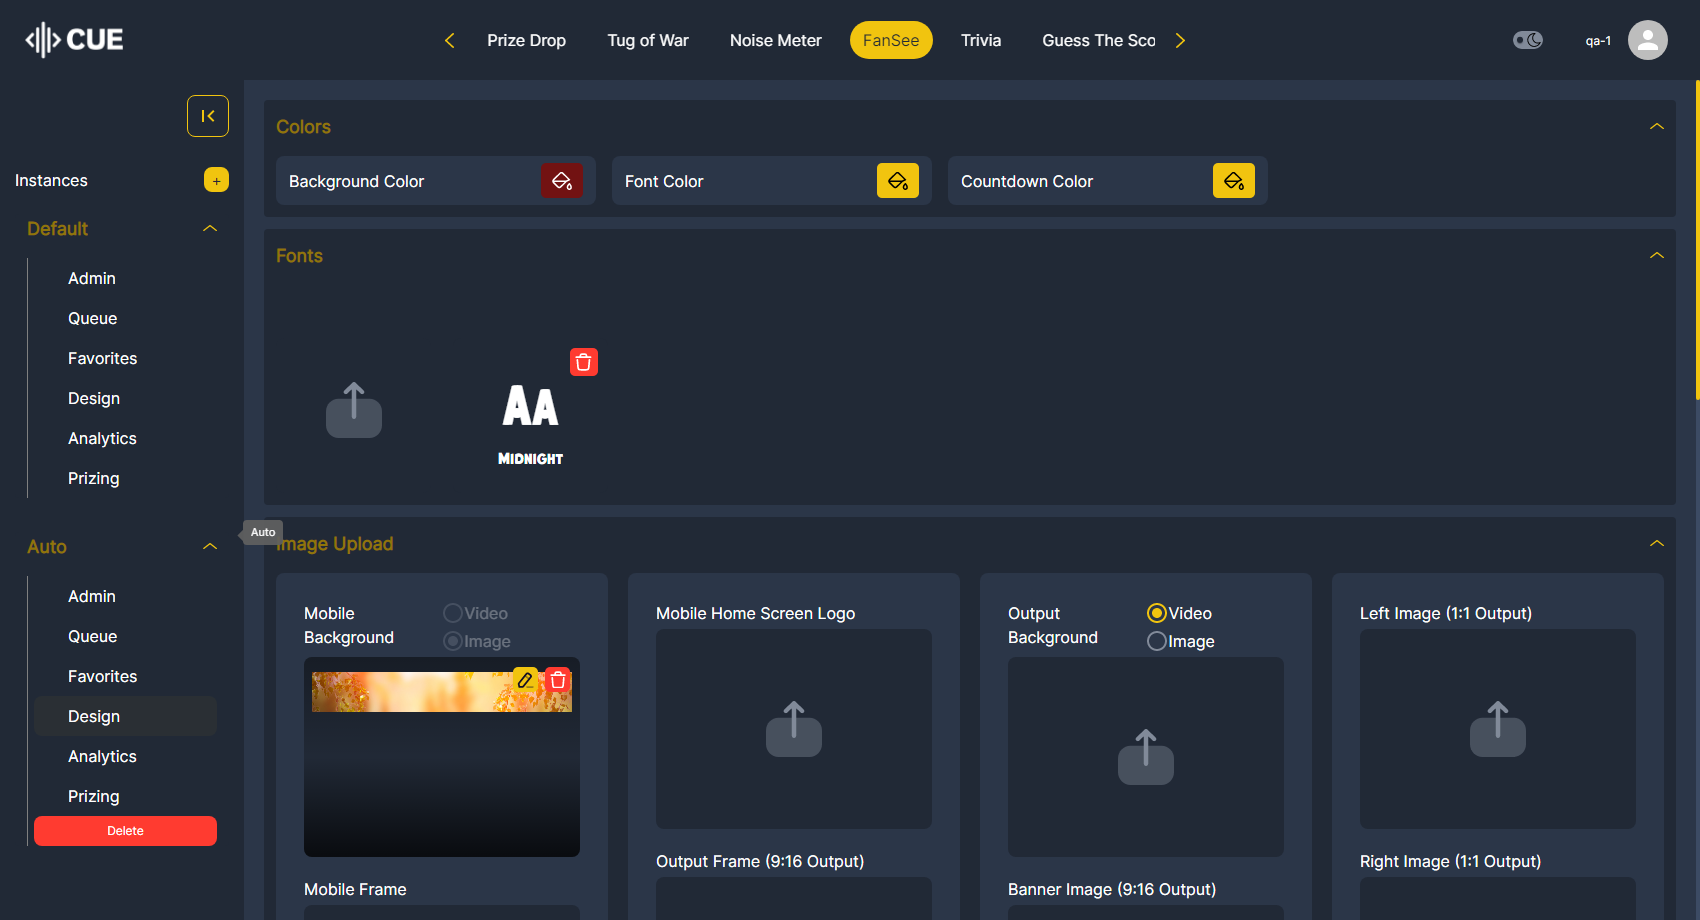 CUE
Prize Drop
Tug of War
Noise Meter
FanSee
Trivia
Guess The Sco
qa-1
Instances
+
Default
Admin
Queue
Favorites
Design
Analytics
Prizing
Auto
Admin
Queue
Favorites
Design
Analytics
Prizing
Delete
Auto
Colors
Background Color
Font Color
Countdown Color
Fonts
AA
MIDNIGHT
Image Upload
Mobile
Background
Video
Image
Mobile Frame
Mobile Home Screen Logo
Output Frame (9:16 Output)
Output
Background
Video
Image
Banner Image (9:16 Output)
Left Image (1:1 Output)
Right Image (1:1 Output)